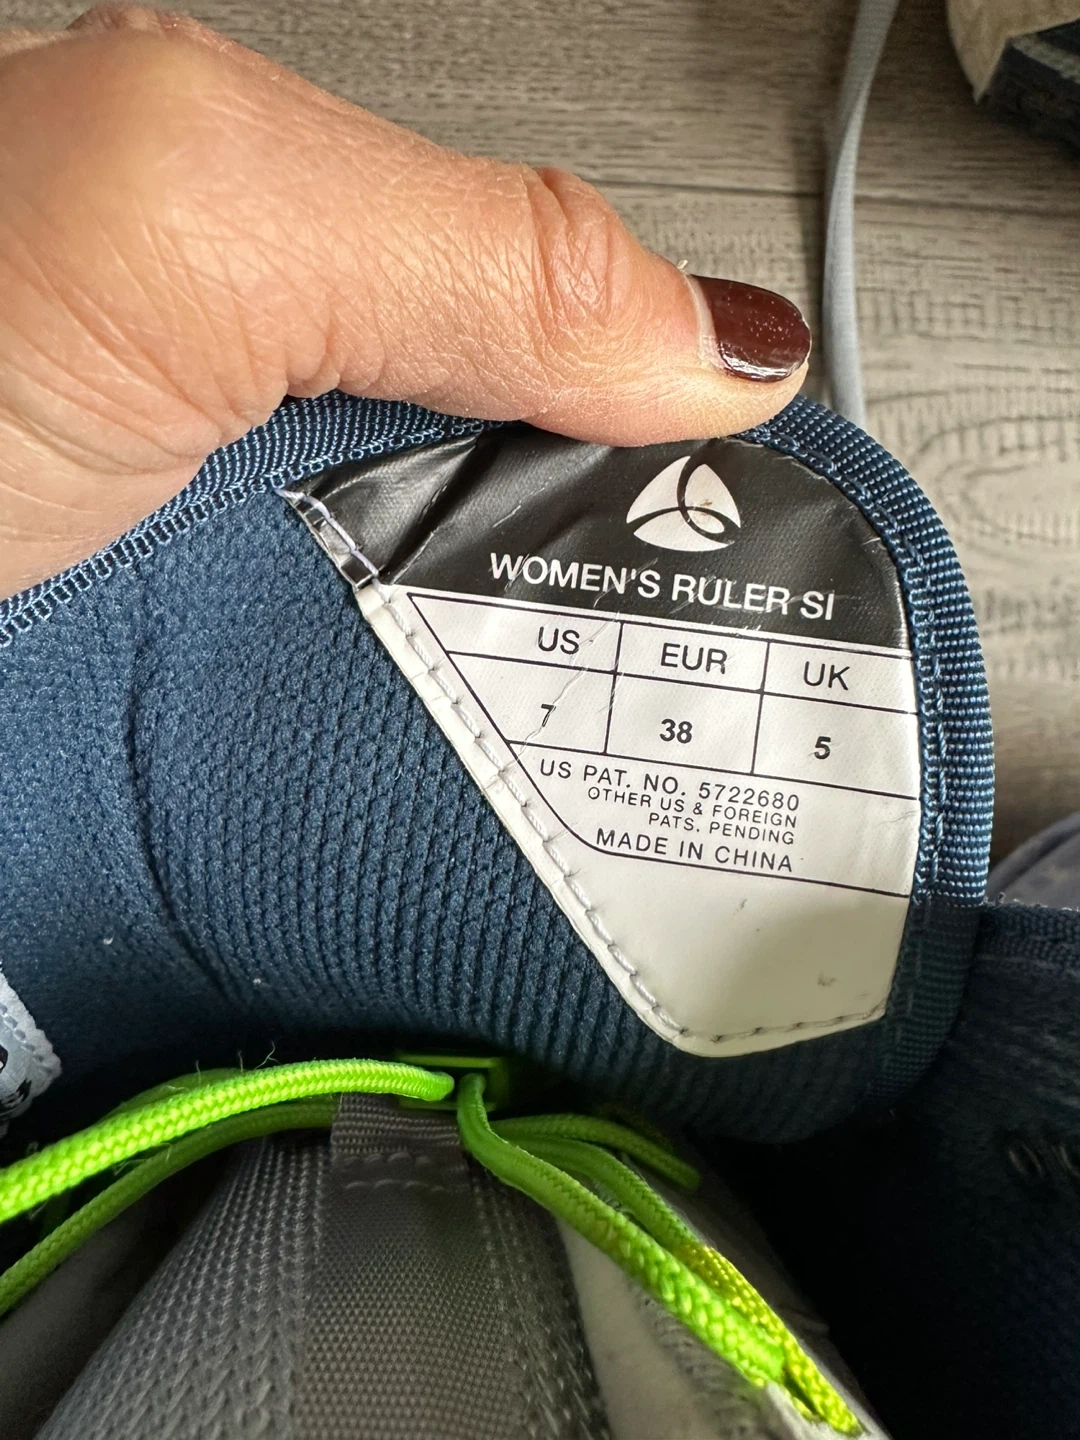 WOMEN'S RULER SI
US EUR UK
7 38 5
US PAT. NO. 5722680
OTHER US & FOREIGN
PATS. PENDING
MADE IN CHINA